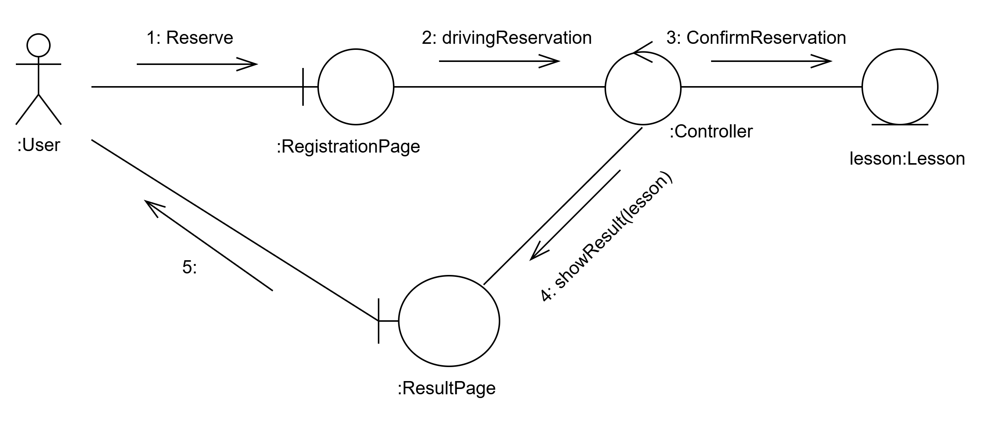 1: Reserve
2: drivingReservation
3: ConfirmReservation
:User
:RegistrationPage
:Controller
lesson:Lesson
4: showResult(lesson)
5:
:ResultPage